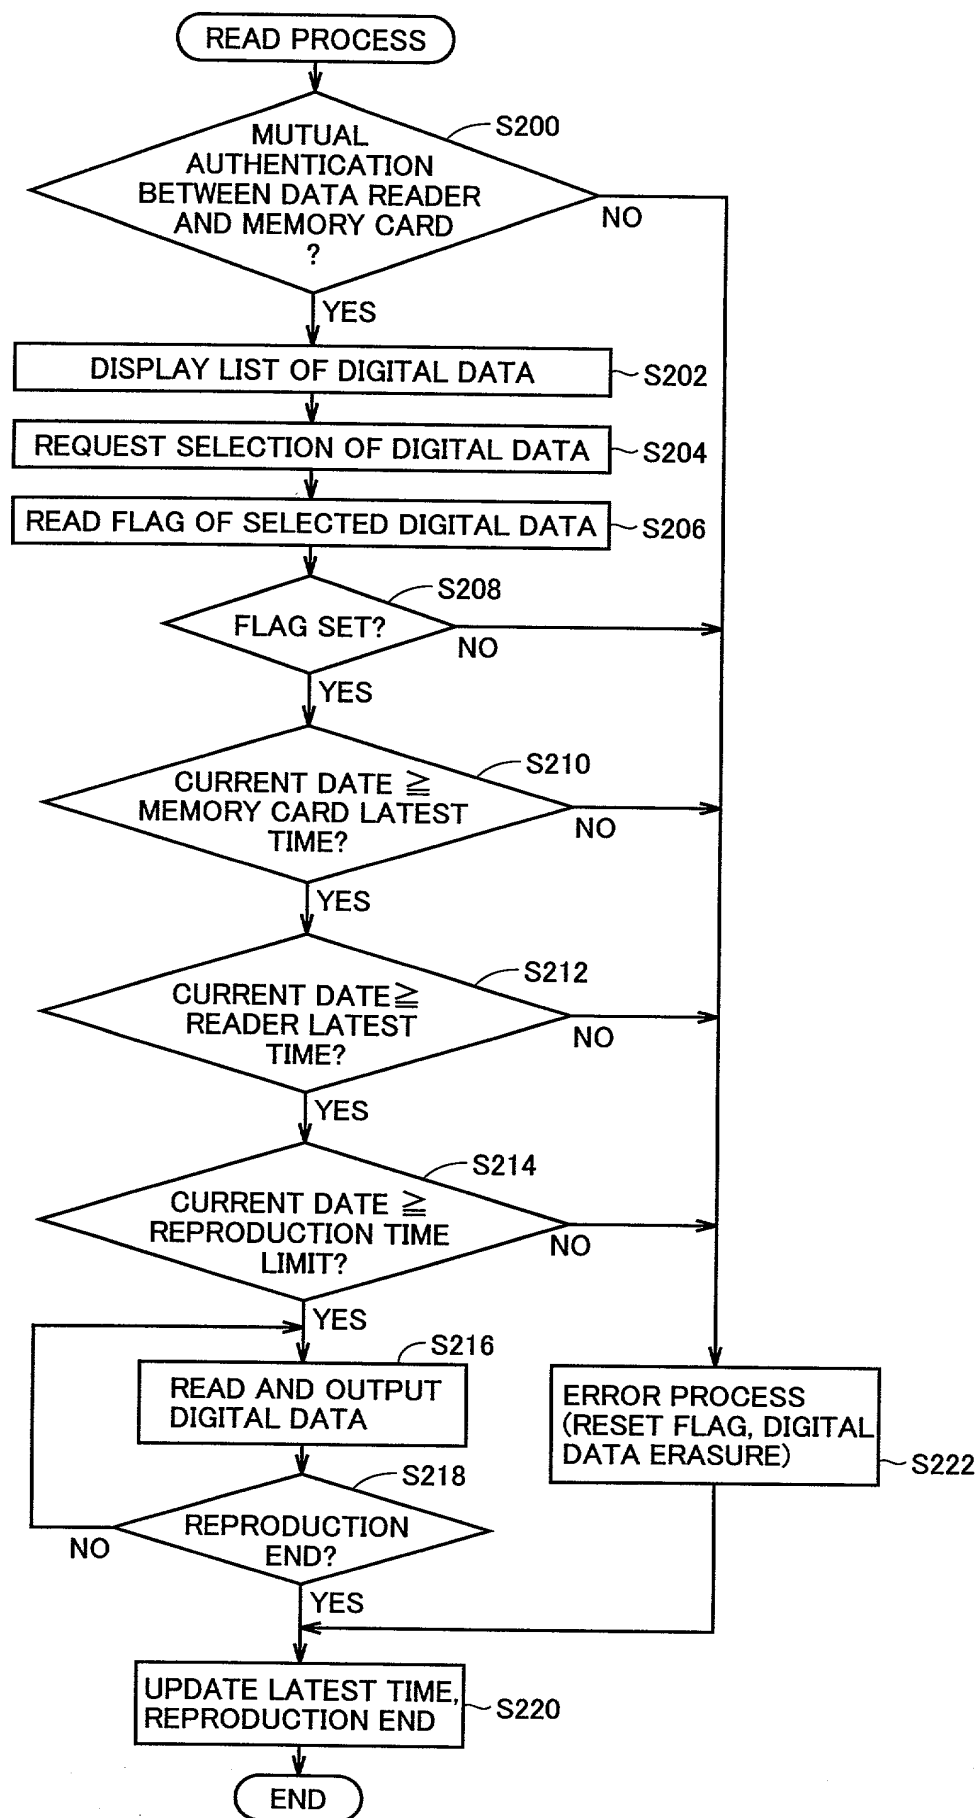 READ PROCESS
S200
MUTUAL
AUTHENTICATION
BETWEEN DATA READER
AND MEMORY CARD
?
NO
YES
DISPLAY LIST OF DIGITAL DATA
S202
REQUEST SELECTION OF DIGITAL DATA
S204
READ FLAG OF SELECTED DIGITAL DATA
S206
S208
FLAG SET?
NO
YES
S210
CURRENT DATE ≧
MEMORY CARD LATEST
TIME?
NO
YES
S212
CURRENT DATE≧
READER LATEST
TIME?
NO
YES
S214
CURRENT DATE ≧
REPRODUCTION TIME
LIMIT?
NO
YES
S216
READ AND OUTPUT
DIGITAL DATA
ERROR PROCESS
(RESET FLAG, DIGITAL
DATA ERASURE)
S222
S218
REPRODUCTION
END?
NO
YES
UPDATE LATEST TIME,
REPRODUCTION END
S220
END